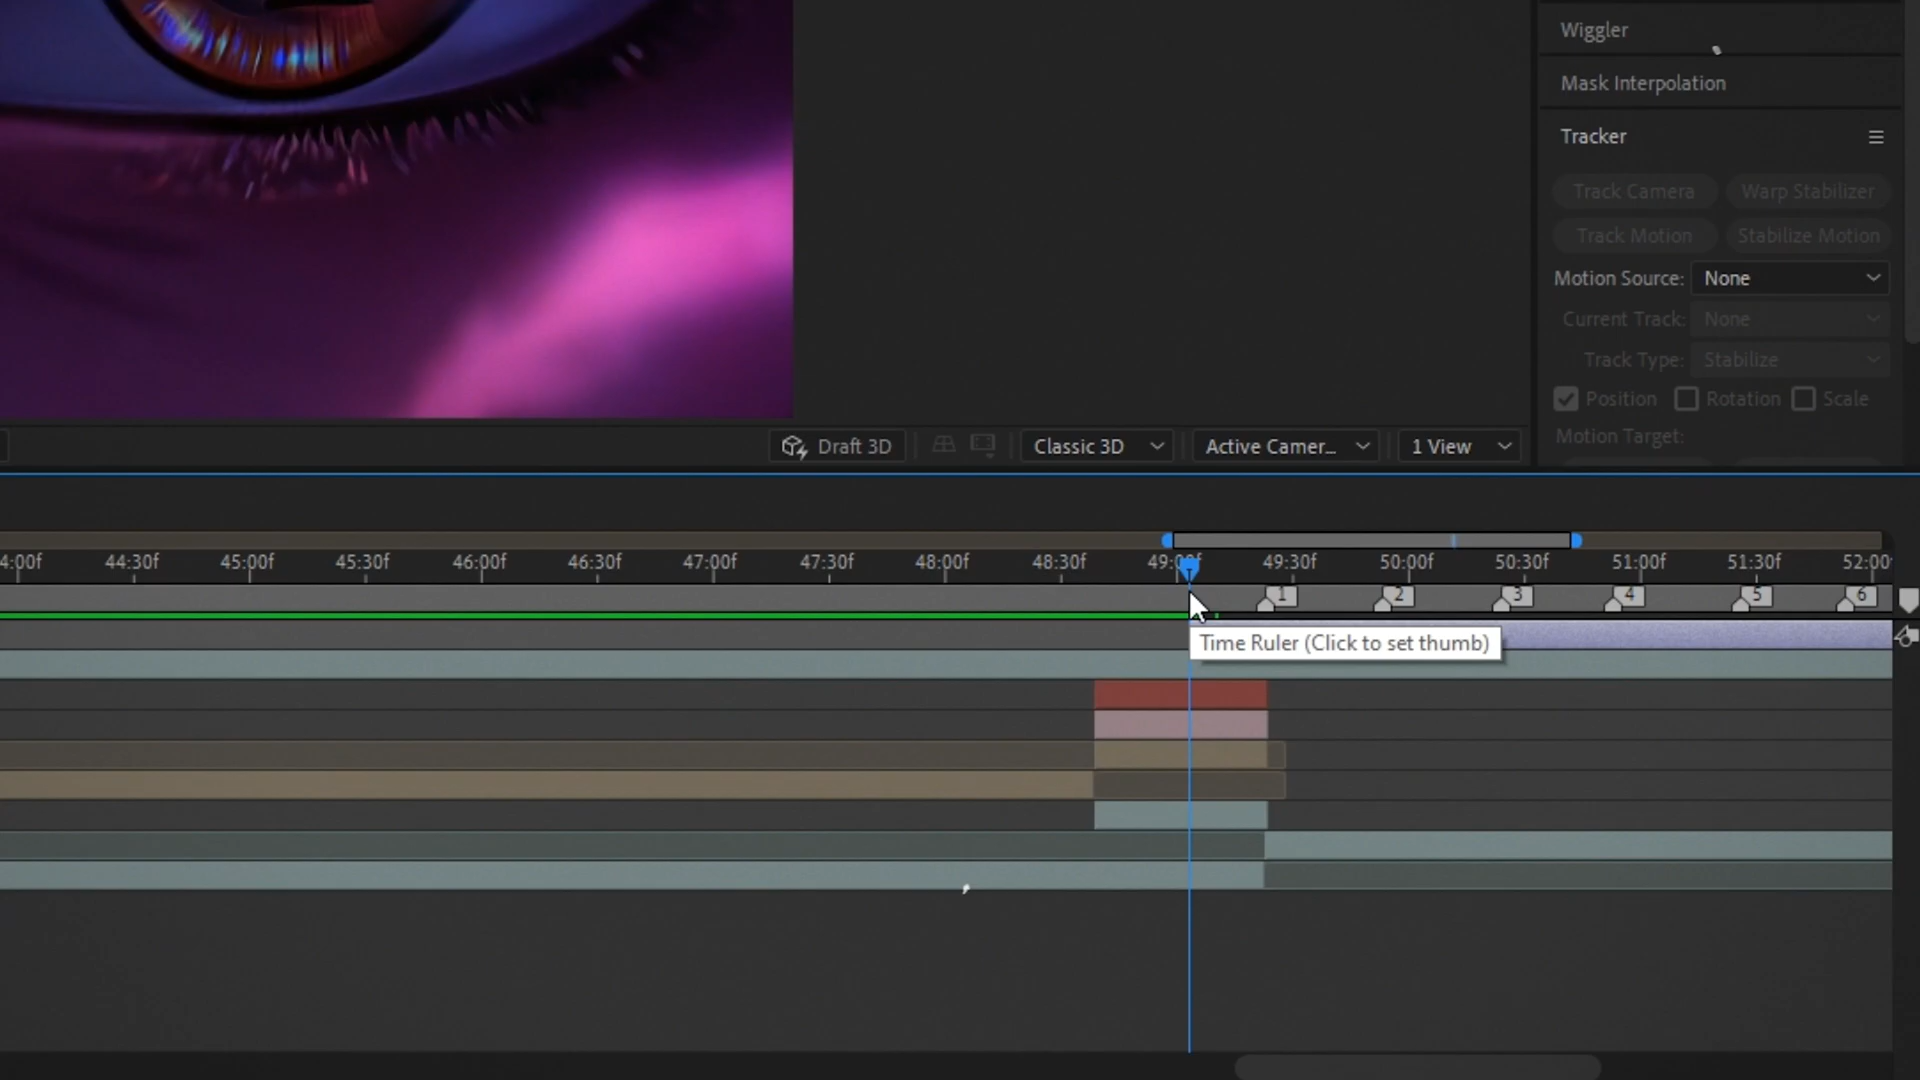 Wiggler
Mask Interpolation
Tracker
Track Camera Warp Stabilizer
Track Motion Stabilize Motion
Motion Source: None
Current Track: None
Track Type: Stabilize
Position Rotation Scale
Motion Target:
Draft 3D Classic 3D Active Camer... 1 View
4:00f 44:30f 45:00f 45:30f 46:00f 46:30f 47:00f 47:30f 48:00f 48:30f 49:00f 49:30f 50:00f 50:30f 51:00f 51:30f 52:00
1 2 3 4 5 6
Time Ruler (Click to set thumb)